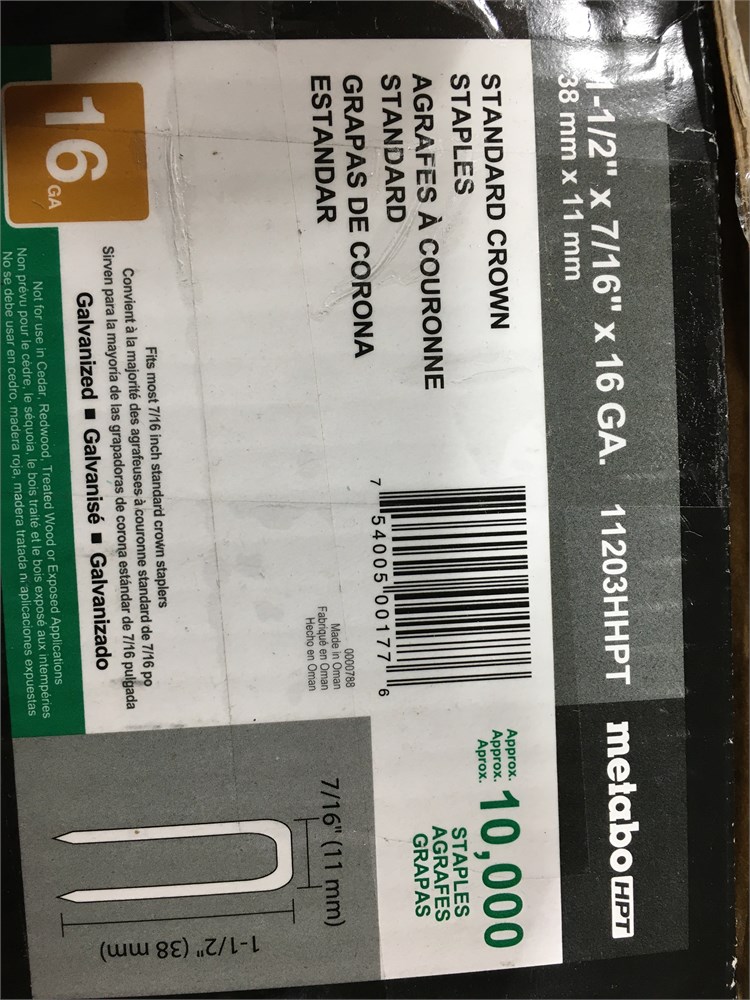 1-1/2" x 7/16" x 16 GA. 11203HHPT metabo HPT
38 mm x 11 mm
STANDARD CROWN
STAPLES
AGRAFES À COURONNE
STANDARD
GRAPAS DE CORONA
ESTANDAR
7 54005 00177 6
0000788
Made in Oman
Fabriqué en Oman
Hecho en Oman
Approx.
Approx.
Aprox.
10,000
STAPLES
AGRAFES
GRAPAS
16 GA
Fits most 7/16 inch standard crown staplers
Convient à la majorité des agrafeuses à couronne standard de 7/16 po
Sirven para la mayoría de las grapadoras de corona estándar de 7/16 pulgada
Galvanized ■ Galvanisé ■ Galvanizado
Not for use in Cedar, Redwood, Treated Wood or Exposed Applications
Non prévu pour le cèdre, le séquoia, le bois traité et le bois exposé aux intempéries
No se debe usar en cedro, madera roja, madera tratada ni aplicaciones expuestas
7/16" (11 mm)
1-1/2" (38 mm)